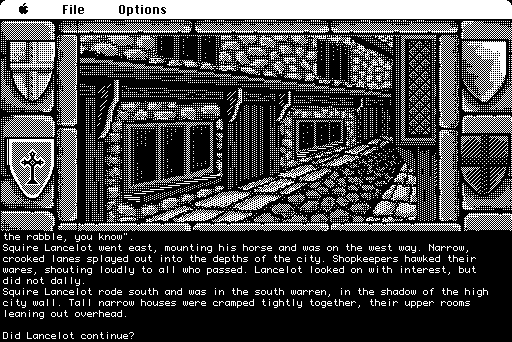 File Options
the rabble, you know"
Squire Lancelot went east, mounting his horse and was on the west way. Narrow,
crooked lanes splayed out into the depths of the city. Shopkeepers hawked their
wares, shouting loudly to all who passed. Lancelot looked on with interest, but
did not dally.
Squire Lancelot rode south and was in the south warren, in the shadow of the high
city wall. Tall narrow houses were cramped tightly together, their upper rooms
leaning out overhead.
Did Lancelot continue?